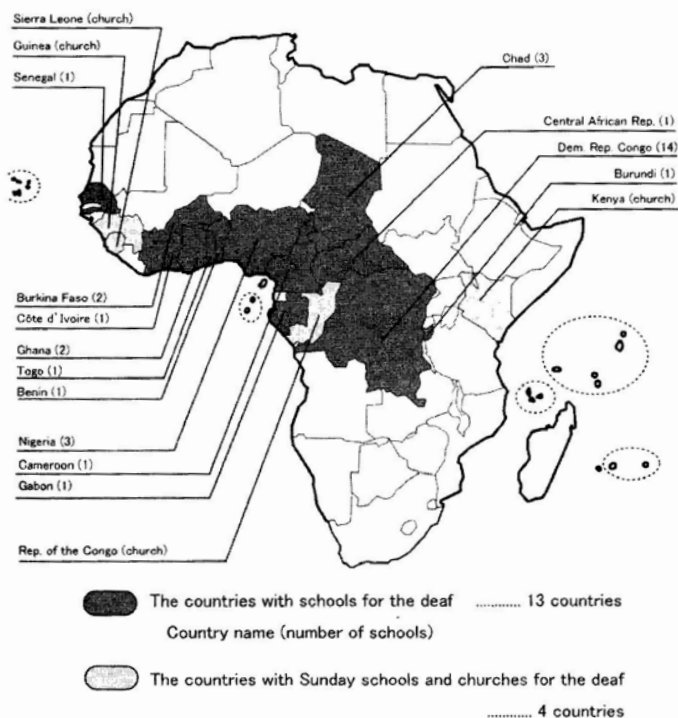 Sierra Leone (church)
Guinea (church)
Senegal (1)
Chad (3)
Central African Rep. (1)
Dem. Rep. Congo (14)
Burundi (1)
Kenya (church)
Burkina Faso (2)
Côte d'Ivoire (1)
Ghana (2)
Togo (1)
Benin (1)
Nigeria (3)
Cameroon (1)
Gabon (1)
Rep. of the Congo (church)
The countries with schools for the deaf ............ 13 countries
Country name (number of schools)
The countries with Sunday schools and churches for the deaf
............ 4 countries